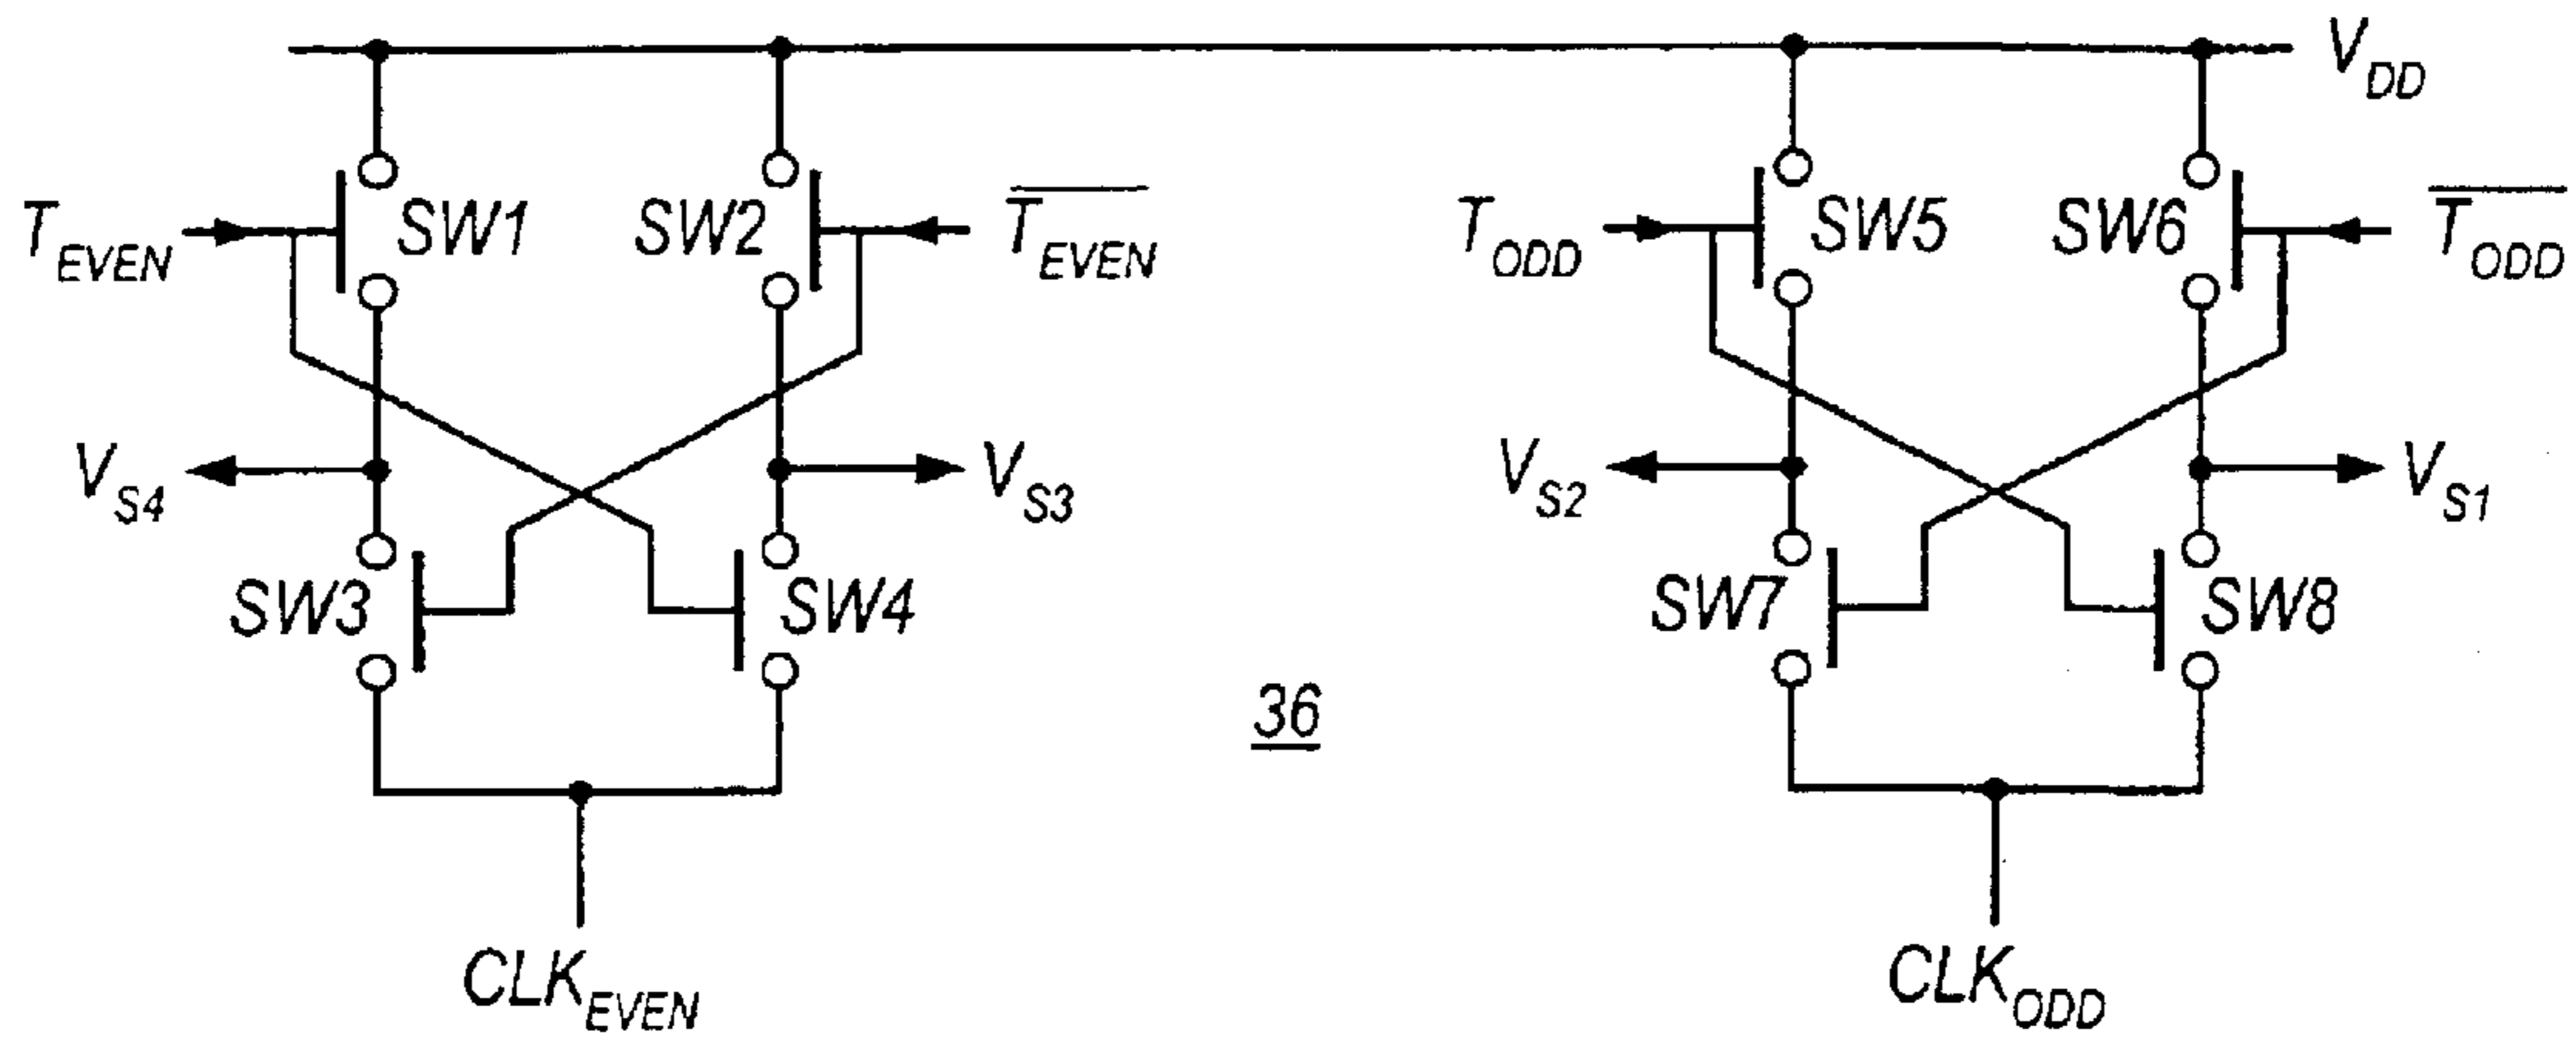 V_DD
T_EVEN SW1 SW2 T̅_EVEN T_ODD SW5 SW6 T̅_ODD
V_S4 V_S3 V_S2 V_S1
SW3 SW4 SW7 SW8
36
CLK_EVEN CLK_ODD